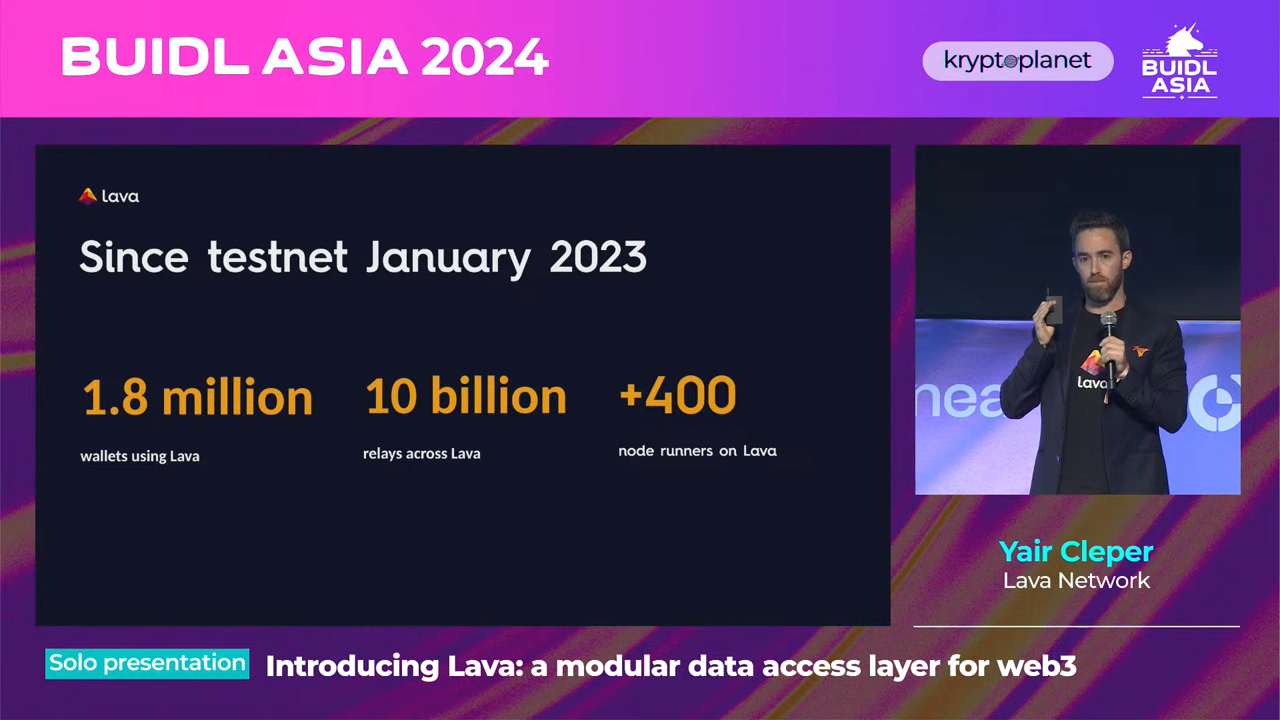 BUIDL ASIA 2024
kryptoplanet
BUIDL
ASIA
lava
Since testnet January 2023
1.8 million
10 billion
+400
wallets using Lava
relays across Lava
node runners on Lava
lava
nea
Yair Cleper
Lava Network
Solo presentation
Introducing Lava: a modular data access layer for web3